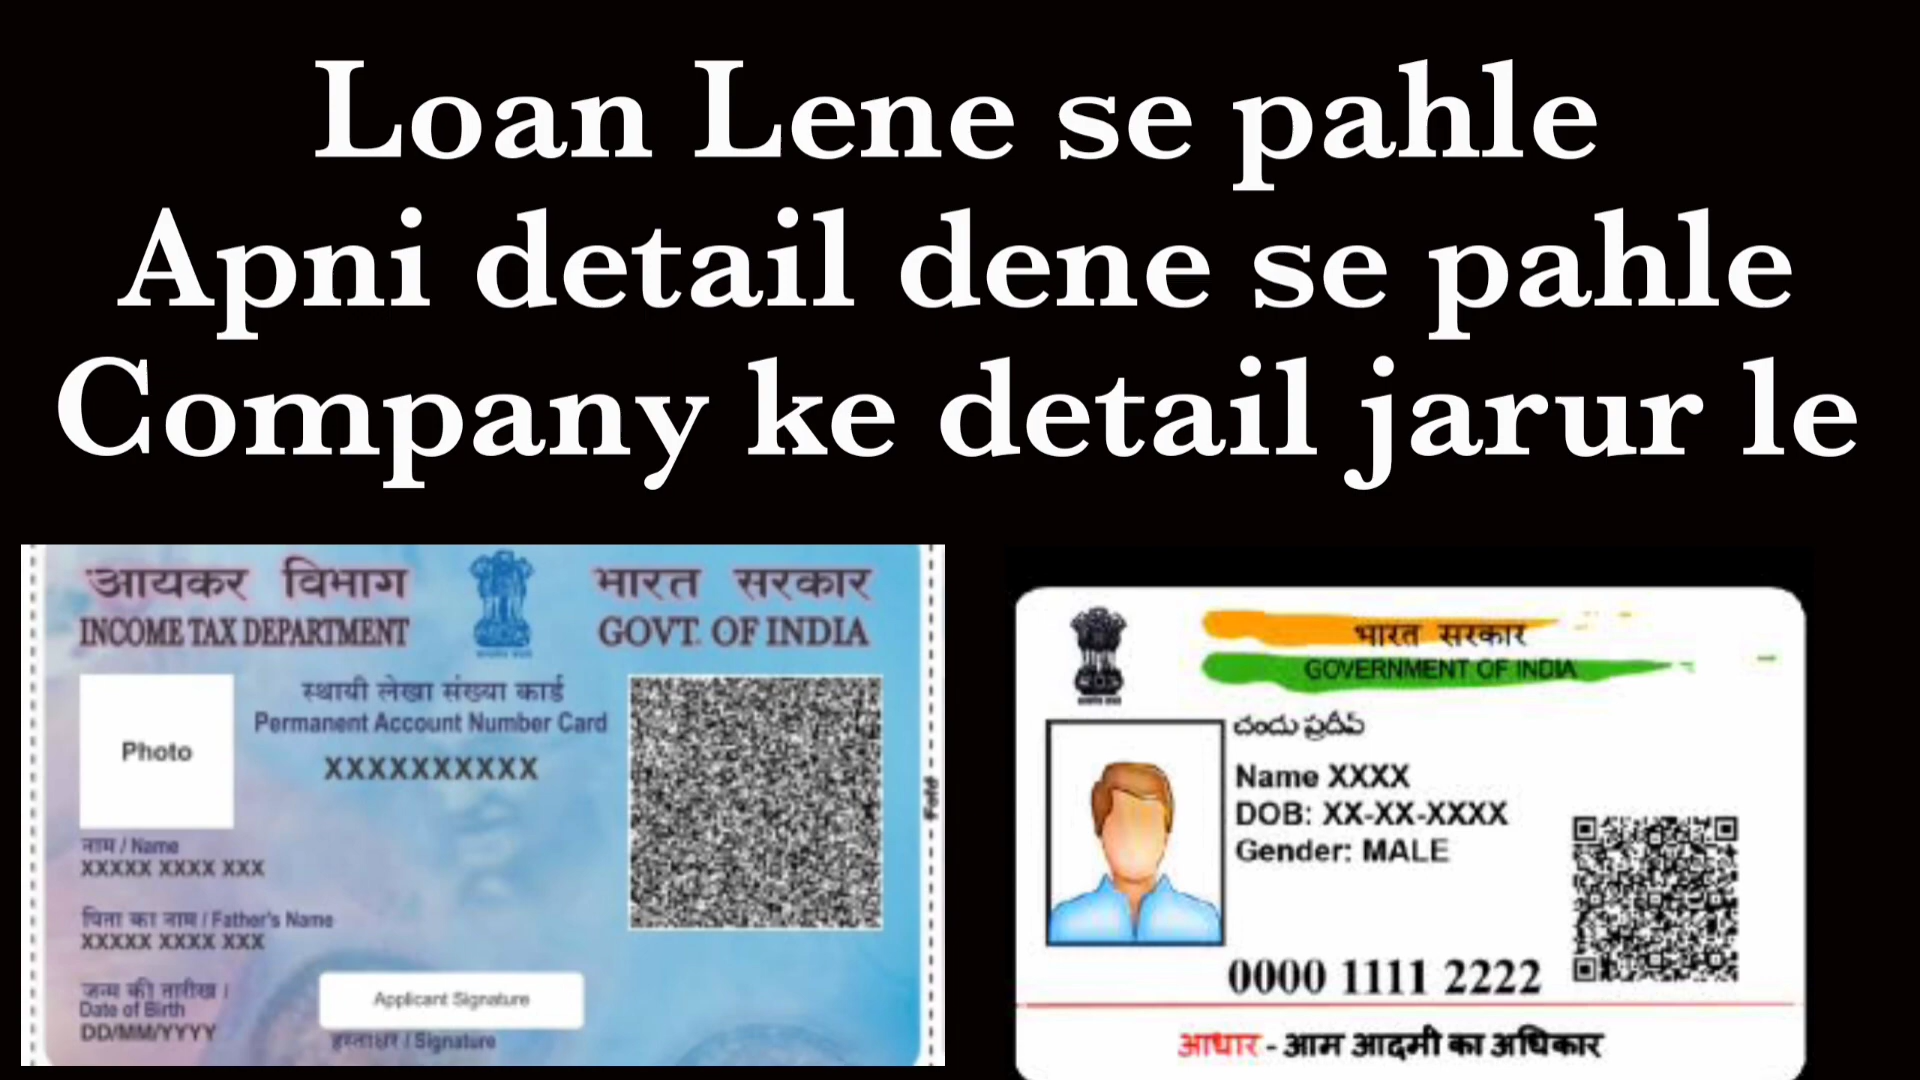 Loan Lene se pahle
Apni detail dene se pahle
Company ke detail jarur le
आयकर विभाग
INCOME TAX DEPARTMENT
भारत सरकार
GOVT. OF INDIA
स्थायी लेखा संख्या कार्ड
Permanent Account Number Card
XXXXXXXXXX
Photo
नाम / Name
XXXXX XXXX XXX
पिता का नाम / Father's Name
XXXXX XXXX XXX
जन्म की तारीख /
Date of Birth
DD/MM/YYYY
Applicant Signature
हस्ताक्षर / Signature
Fold
भारत सरकार
GOVERNMENT OF INDIA
చందు ప్రదీప్
Name XXXX
DOB: XX-XX-XXXX
Gender: MALE
0000 1111 2222
आधार - आम आदमी का अधिकार